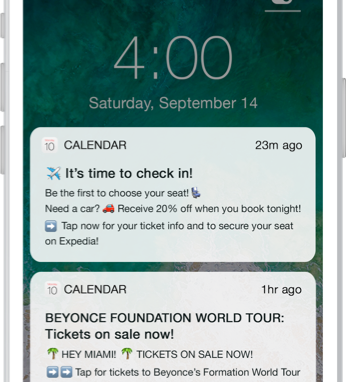 4:00
Saturday, September 14
10 CALENDAR 23m ago
✈️ It's time to check in!
Be the first to choose your seat! 💺
Need a car? 🚗 Receive 20% off when you book tonight!
➡️ Tap now for your ticket info and to secure your seat
on Expedia!
10 CALENDAR 1hr ago
BEYONCE FOUNDATION WORLD TOUR:
Tickets on sale now!
🌴 HEY MIAMI! 🌴 TICKETS ON SALE NOW!
➡️➡️ Tap for tickets to Beyonce's Formation World Tour